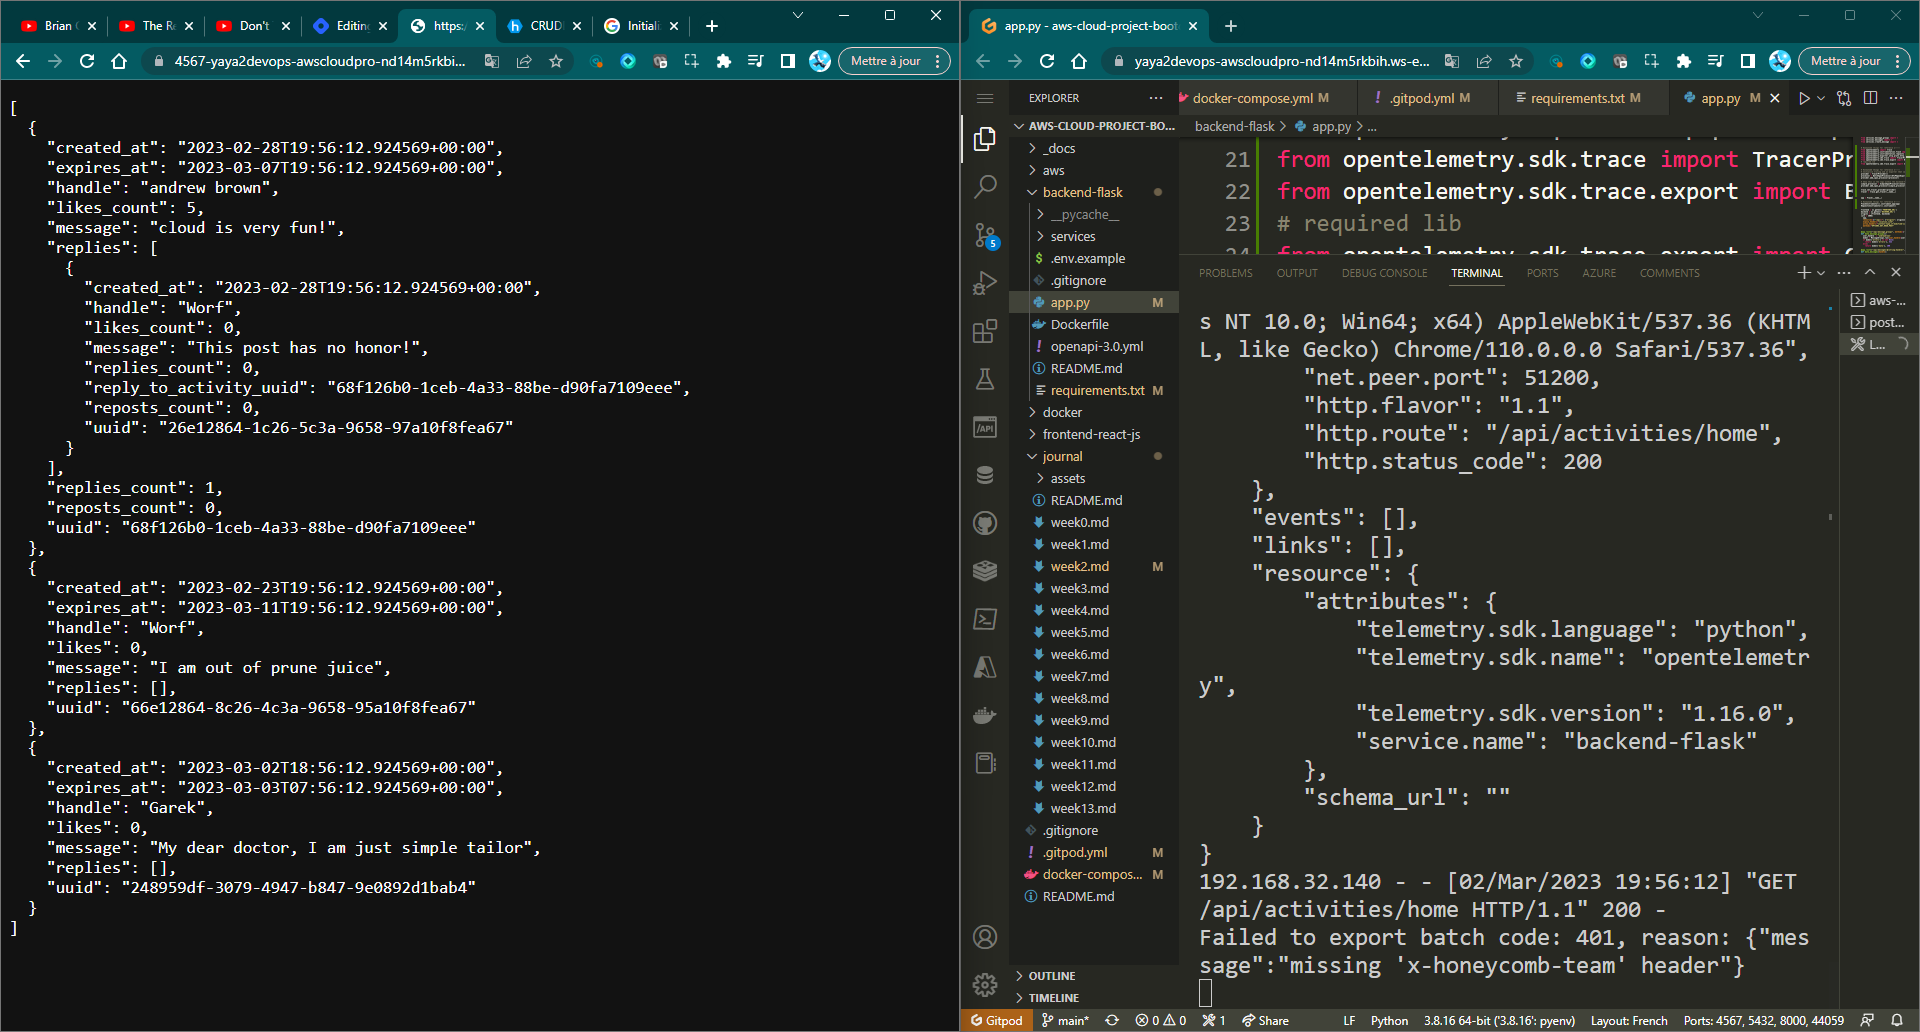 Brian
The R
Don't
Editing
https:
CRUD
Initiali
4567-yaya2devops-awscloudpro-nd14m5rkbi...
Mettre à jour
[
{
"created_at": "2023-02-28T19:56:12.924569+00:00",
"expires_at": "2023-03-07T19:56:12.924569+00:00",
"handle": "andrew brown",
"likes_count": 5,
"message": "cloud is very fun!",
"replies": [
{
"created_at": "2023-02-28T19:56:12.924569+00:00",
"handle": "Worf",
"likes_count": 0,
"message": "This post has no honor!",
"replies_count": 0,
"reply_to_activity_uuid": "68f126b0-1ceb-4a33-88be-d90fa7109eee",
"reposts_count": 0,
"uuid": "26e12864-1c26-5c3a-9658-97a10f8fea67"
}
],
"replies_count": 1,
"reposts_count": 0,
"uuid": "68f126b0-1ceb-4a33-88be-d90fa7109eee"
},
{
"created_at": "2023-02-23T19:56:12.924569+00:00",
"expires_at": "2023-03-11T19:56:12.924569+00:00",
"handle": "Worf",
"likes": 0,
"message": "I am out of prune juice",
"replies": [],
"uuid": "66e12864-8c26-4c3a-9658-95a10f8fea67"
},
{
"created_at": "2023-03-02T18:56:12.924569+00:00",
"expires_at": "2023-03-03T07:56:12.924569+00:00",
"handle": "Garek",
"likes": 0,
"message": "My dear doctor, I am just simple tailor",
"replies": [],
"uuid": "248959df-3079-4947-b847-9e0892d1bab4"
}
]
app.py - aws-cloud-project-boot
yaya2devops-awscloudpro-nd14m5rkbih.ws-e...
Mettre à jour
EXPLORER
AWS-CLOUD-PROJECT-BO...
_docs
aws
backend-flask
__pycache__
services
.env.example
.gitignore
app.py M
Dockerfile
openapi-3.0.yml
README.md
requirements.txt M
docker
frontend-react-js
journal
assets
README.md
week0.md
week1.md
week2.md M
week3.md
week4.md
week5.md
week6.md
week7.md
week8.md
week9.md
week10.md
week11.md
week12.md
week13.md
.gitignore
.gitpod.yml M
docker-compos... M
README.md
OUTLINE
TIMELINE
5
/API
docker-compose.yml M
.gitpod.yml M
requirements.txt M
app.py M
backend-flask > app.py > ...
21 from opentelemetry.sdk.trace import TracerPr
22 from opentelemetry.sdk.trace.export import B
23 # required lib
24 from opentelemetry.sdk.trace.export import
PROBLEMS OUTPUT DEBUG CONSOLE TERMINAL PORTS AZURE COMMENTS
aws-...
post...
L...
s NT 10.0; Win64; x64) AppleWebKit/537.36 (KHTM
L, like Gecko) Chrome/110.0.0.0 Safari/537.36",
"net.peer.port": 51200,
"http.flavor": "1.1",
"http.route": "/api/activities/home",
"http.status_code": 200
},
"events": [],
"links": [],
"resource": {
"attributes": {
"telemetry.sdk.language": "python",
"telemetry.sdk.name": "opentelemetr
y",
"telemetry.sdk.version": "1.16.0",
"service.name": "backend-flask"
},
"schema_url": ""
}
}
192.168.32.140 - - [02/Mar/2023 19:56:12] "GET
/api/activities/home HTTP/1.1" 200 -
Failed to export batch code: 401, reason: {"mes
sage":"missing 'x-honeycomb-team' header"}
Gitpod main* 0 0 1 Share LF Python 3.8.16 64-bit ('3.8.16': pyenv) Layout: French Ports: 4567, 5432, 8000, 44059